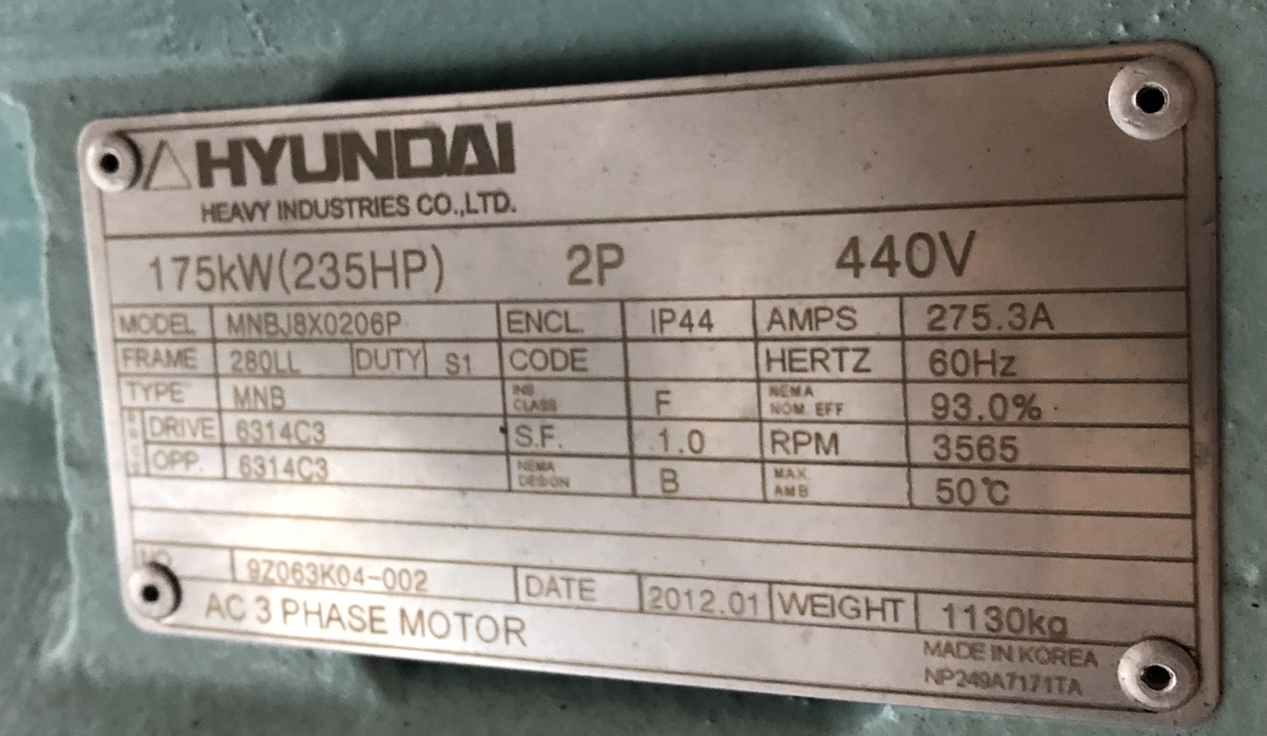 HYUNDAI
HEAVY INDUSTRIES CO.,LTD.
175kW(235HP) 2P 440V
MODEL MNBJ8X0206P ENCL. IP44 AMPS 275.3A
FRAME 280LL DUTY S1 CODE HERTZ 60Hz
TYPE MNB INS. CLASS F NEMA NOM. EFF 93.0%
DRIVE 6314C3 S.F. 1.0 RPM 3565
OPP. 6314C3 NEMA DESIGN B MAX. AMB 50℃
NO. 9Z063K04-002 DATE 2012.01 WEIGHT 1130kg
AC 3 PHASE MOTOR
MADE IN KOREA
NP249A7171TA